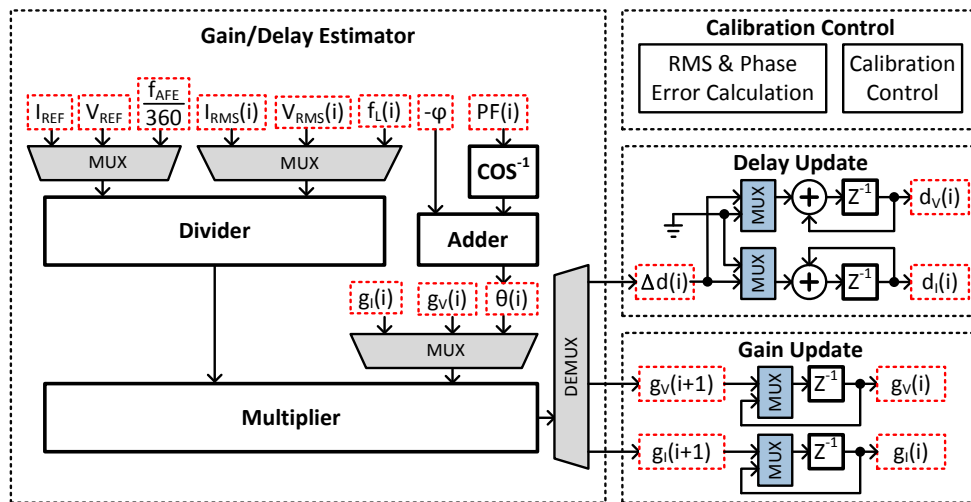 Gain/Delay Estimator
I_REF
V_REF
f_AFE
360
I_RMS(i)
V_RMS(i)
f_L(i)
-φ
PF(i)
MUX
MUX
COS⁻¹
Divider
Adder
g_I(i)
g_V(i)
θ(i)
MUX
Multiplier
DEMUX
Calibration Control
RMS & Phase
Error Calculation
Calibration
Control
Delay Update
MUX
+
Z⁻¹
d_V(i)
Δd(i)
MUX
+
Z⁻¹
d_I(i)
Gain Update
g_V(i+1)
MUX
Z⁻¹
g_V(i)
g_I(i+1)
MUX
Z⁻¹
g_I(i)